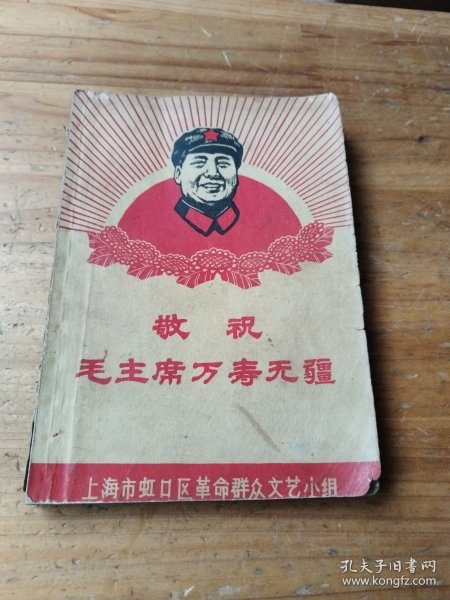 敬祝
毛主席万寿无疆
上海市虹口区革命群众文艺小组
孔夫子旧书网
www.kongfz.com